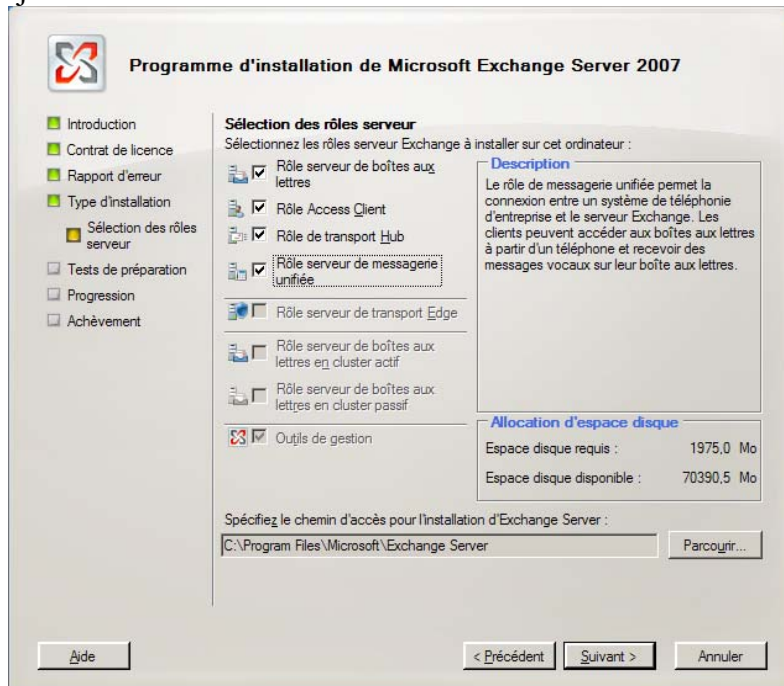 Programme d'installation de Microsoft Exchange Server 2007
Introduction
Contrat de licence
Rapport d'erreur
Type d'installation
Sélection des rôles
serveur
Tests de préparation
Progression
Achèvement
Sélection des rôles serveur
Sélectionnez les rôles serveur Exchange à installer sur cet ordinateur :
Rôle serveur de boîtes aux
lettres
Rôle Access Client
Rôle de transport Hub
Rôle serveur de messagerie
unifiée
Rôle serveur de transport Edge
Rôle serveur de boîtes aux
lettres en cluster actif
Rôle serveur de boîtes aux
lettres en cluster passif
Outils de gestion
Description
Le rôle de messagerie unifiée permet la
connexion entre un système de téléphonie
d'entreprise et le serveur Exchange. Les
clients peuvent accéder aux boîtes aux lettres
à partir d'un téléphone et recevoir des
messages vocaux sur leur boîte aux lettres.
Allocation d'espace disque
Espace disque requis : 1975,0 Mo
Espace disque disponible : 70390,5 Mo
Spécifiez le chemin d'accès pour l'installation d'Exchange Server :
C:\Program Files\Microsoft\Exchange Server
Parcourir...
Aide
< Précédent
Suivant >
Annuler